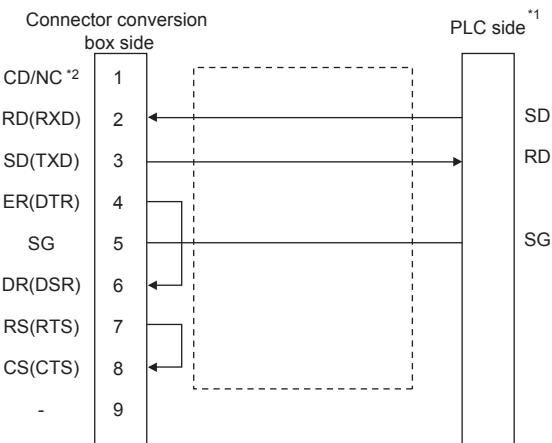 Connector conversion
box side
PLC side*1
CD/NC *2 1
RD(RXD) 2 SD
SD(TXD) 3 RD
ER(DTR) 4
SG 5 SG
DR(DSR) 6
RS(RTS) 7
CS(CTS) 8
- 9